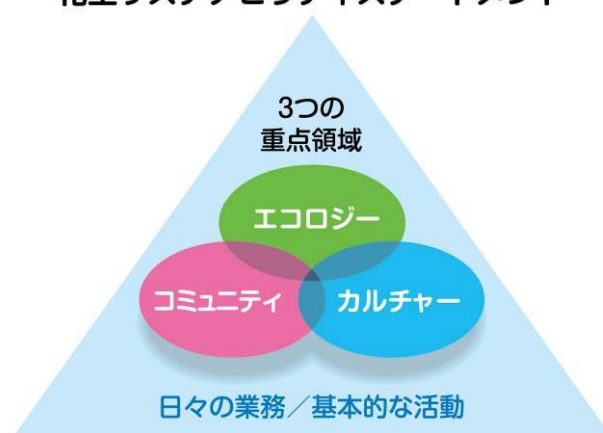 3つの
重点領域
エコロジー
コミュニティ
カルチャー
日々の業務／基本的な活動